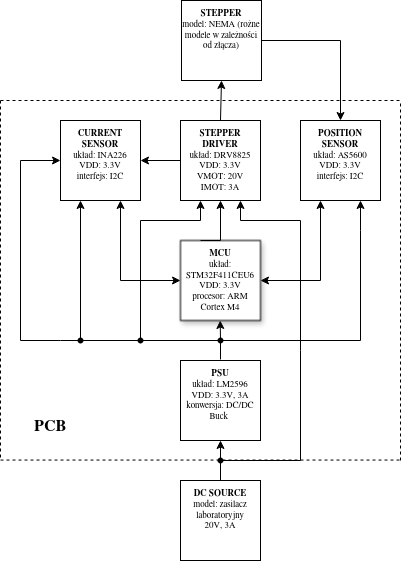 STEPPER
model: NEMA (rożne
modele w zależności
od złącza)
CURRENT
SENSOR
układ: INA226
VDD: 3.3V
interfejs: I2C
STEPPER
DRIVER
układ: DRV8825
VDD: 3.3V
VMOT: 20V
IMOT: 3A
POSITION
SENSOR
układ: AS5600
VDD: 3.3V
interfejs: I2C
MCU
układ:
STM32F411CEU6
VDD: 3.3V
procesor: ARM
Cortex M4
PSU
układ: LM2596
VDD: 3.3V, 3A
konwersja: DC/DC
Buck
PCB
DC SOURCE
model: zasilacz
laboratoryjny
20V, 3A